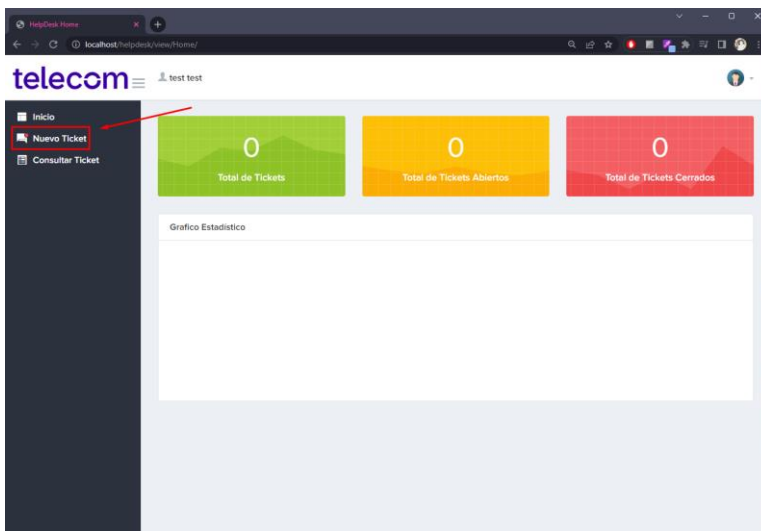 HelpDesk Home
localhost/helpdesk/view/Home/
telecom
test test
Inicio
Nuevo Ticket
Consultar Ticket
0
Total de Tickets
0
Total de Tickets Abiertos
0
Total de Tickets Cerrados
Grafico Estadístico